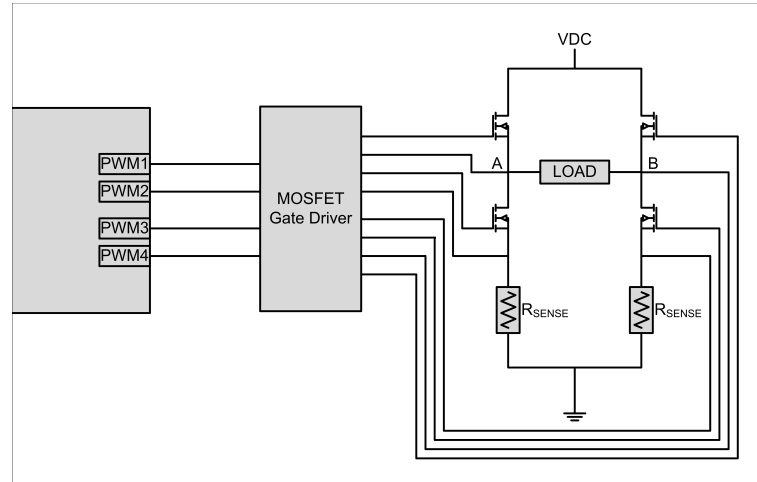 VDC
PWM1
PWM2
PWM3
PWM4
MOSFET
Gate Driver
A
LOAD
B
RSENSE
RSENSE